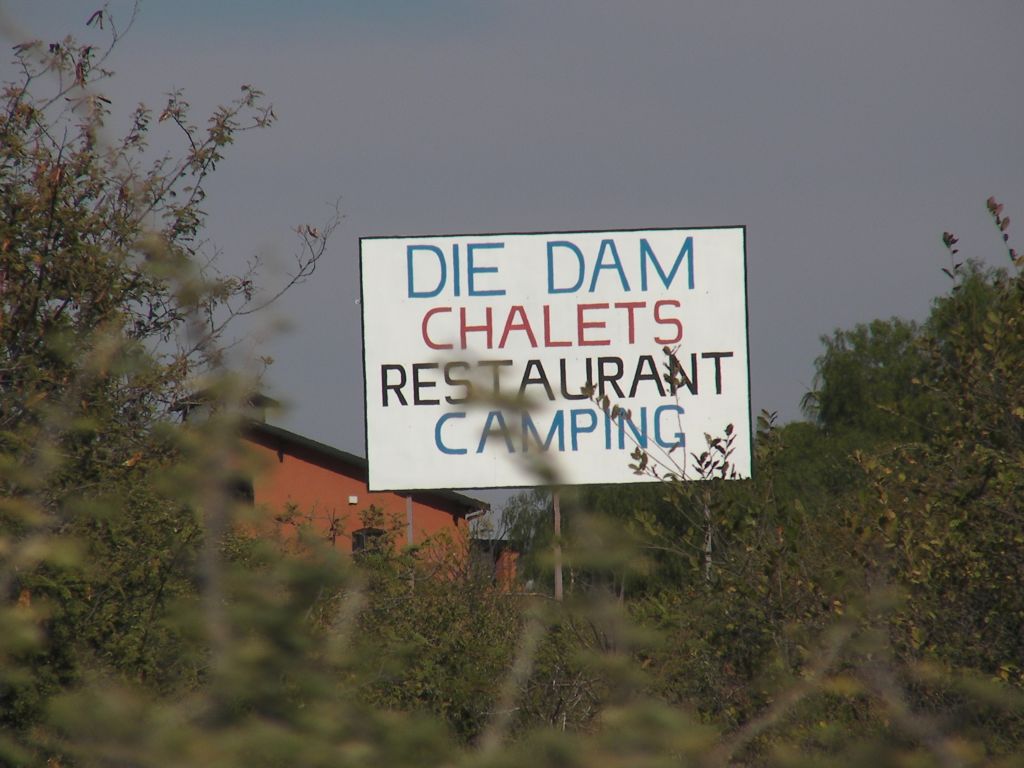 DIE DAM
CHALETS
RESTAURANT
CAMPING